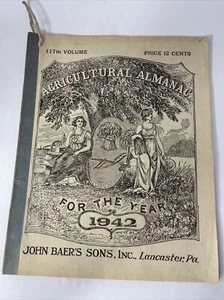 117TH VOLUME
PRICE 12 CENTS
AGRICULTURAL ALMANAC
FOR THE YEAR
1942
JOHN BAER'S SONS, INC., Lancaster, Pa.